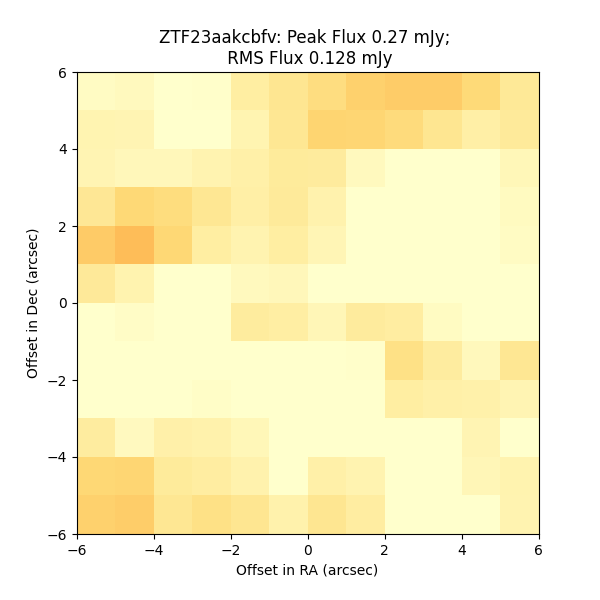 ZTF23aakcbfv: Peak Flux 0.27 mJy;
RMS Flux 0.128 mJy
6
4
2
0
−2
−4
−6
Offset in Dec (arcsec)
−6 −4 −2 0 2 4 6
Offset in RA (arcsec)